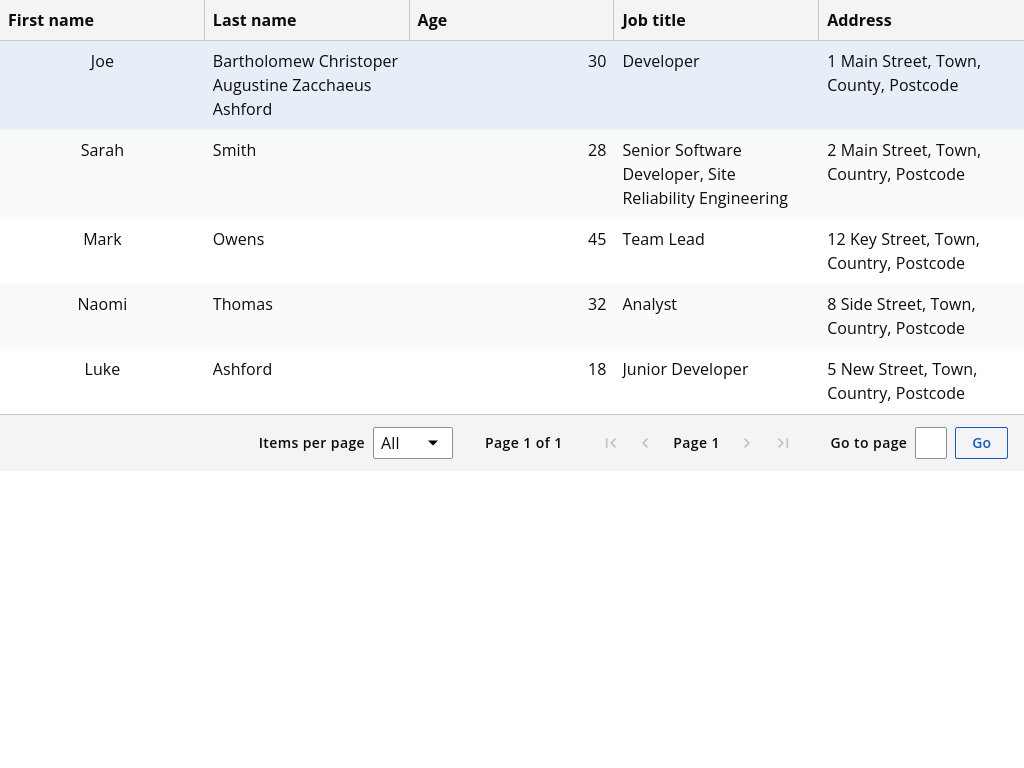 First name Last name Age Job title Address
Joe Bartholomew Christoper 30 Developer 1 Main Street, Town,
Augustine Zacchaeus County, Postcode
Ashford
Sarah Smith 28 Senior Software 2 Main Street, Town,
Developer, Site Country, Postcode
Reliability Engineering
Mark Owens 45 Team Lead 12 Key Street, Town,
Country, Postcode
Naomi Thomas 32 Analyst 8 Side Street, Town,
Country, Postcode
Luke Ashford 18 Junior Developer 5 New Street, Town,
Country, Postcode
Items per page All Page 1 of 1 Page 1 Go to page Go